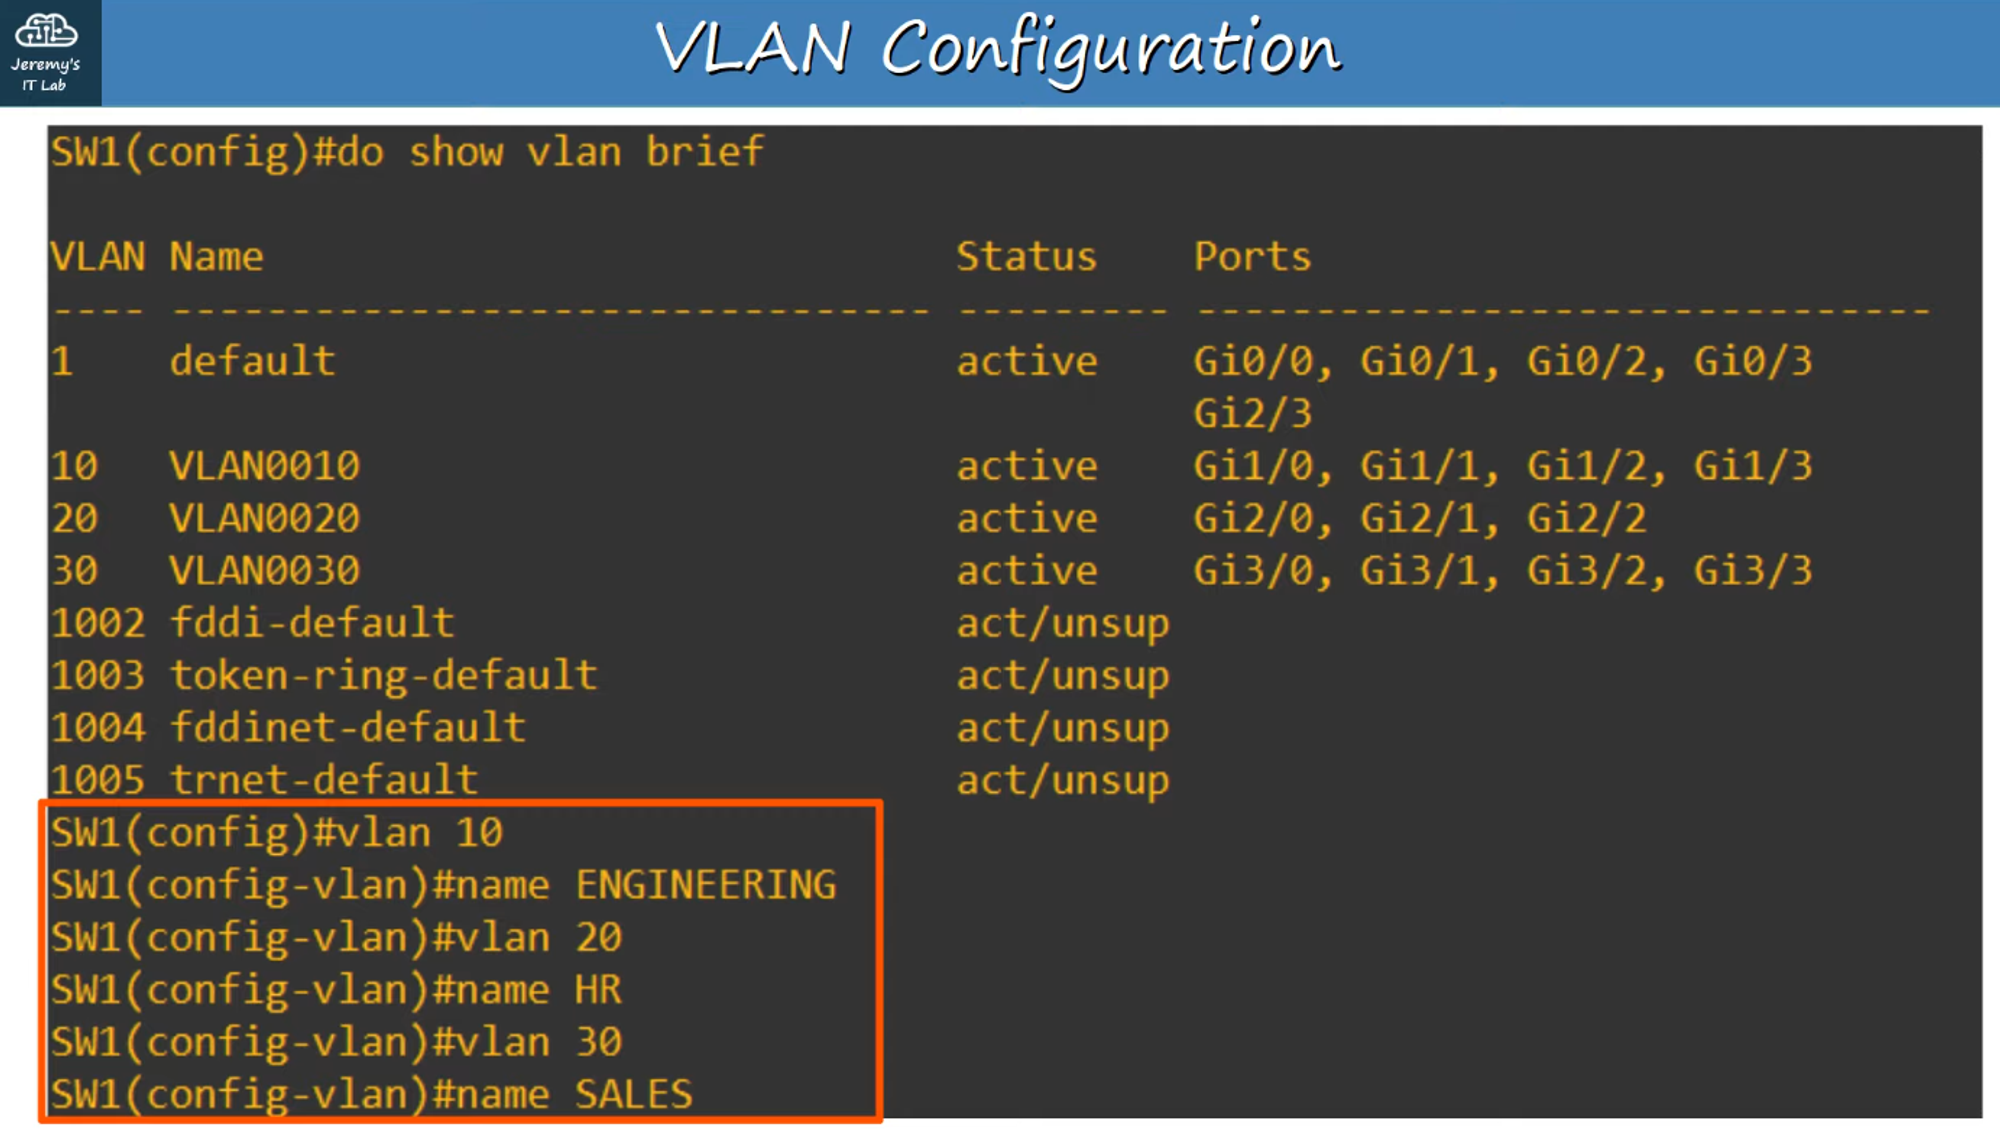 Jeremy's
IT Lab
VLAN Configuration
SW1(config)#do show vlan brief
VLAN Name                             Status    Ports
---- -------------------------------- --------- -------------------------------
1    default                          active    Gi0/0, Gi0/1, Gi0/2, Gi0/3
                                                Gi2/3
10   VLAN0010                         active    Gi1/0, Gi1/1, Gi1/2, Gi1/3
20   VLAN0020                         active    Gi2/0, Gi2/1, Gi2/2
30   VLAN0030                         active    Gi3/0, Gi3/1, Gi3/2, Gi3/3
1002 fddi-default                     act/unsup
1003 token-ring-default               act/unsup
1004 fddinet-default                  act/unsup
1005 trnet-default                    act/unsup
SW1(config)#vlan 10
SW1(config-vlan)#name ENGINEERING
SW1(config-vlan)#vlan 20
SW1(config-vlan)#name HR
SW1(config-vlan)#vlan 30
SW1(config-vlan)#name SALES